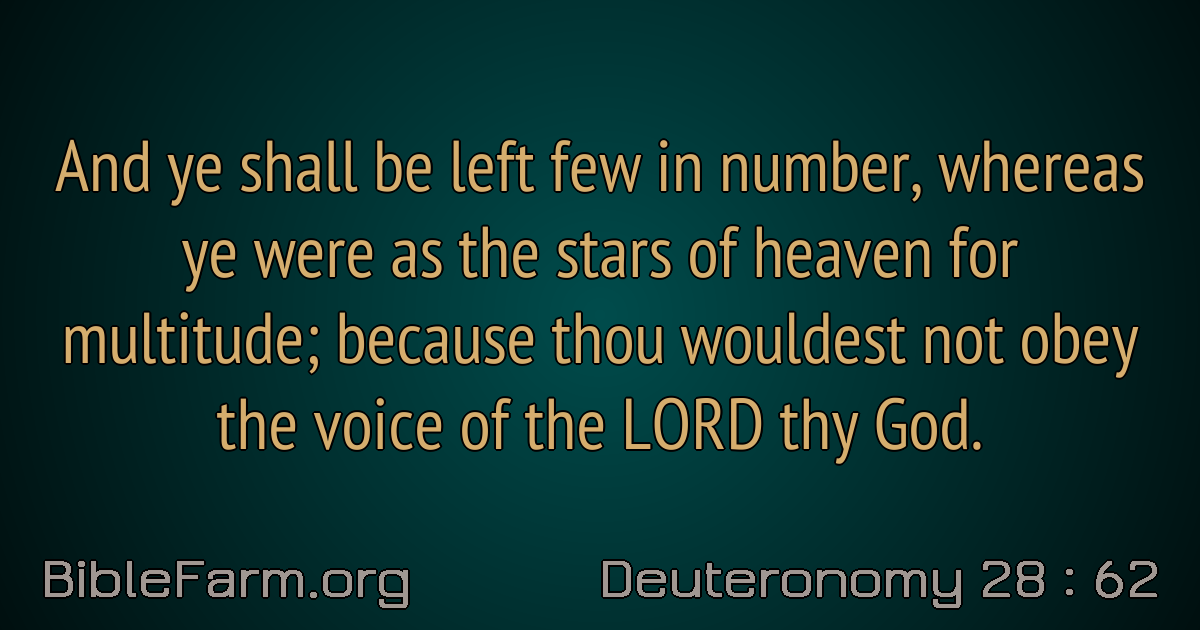 And ye shall be left few in number, whereas
ye were as the stars of heaven for
multitude; because thou wouldest not obey
the voice of the LORD thy God.
BibleFarm.org
Deuteronomy 28 : 62